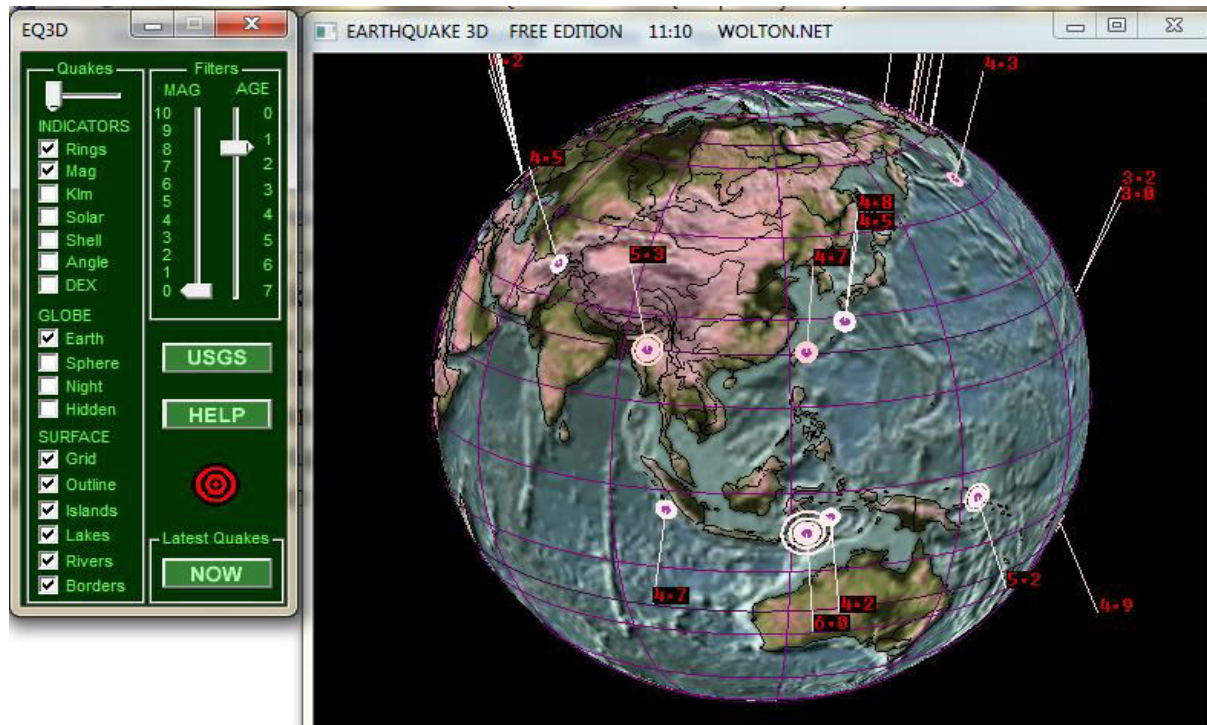 EQ3D
Quakes
INDICATORS
Rings
Mag
Klm
Solar
Shell
Angle
DEX
GLOBE
Earth
Sphere
Night
Hidden
SURFACE
Grid
Outline
Islands
Lakes
Rivers
Borders
Filters
MAG AGE
10
9
8
7
6
5
4
3
2
1
0
0
1
2
3
4
5
6
7
USGS
HELP
Latest Quakes
NOW
EARTHQUAKE 3D FREE EDITION 11:10 WOLTON.NET
4.3
4.5
3.2
3.0
4.8
4.5
5.3
4.7
4.7
4.2
6.0
5.2
4.9